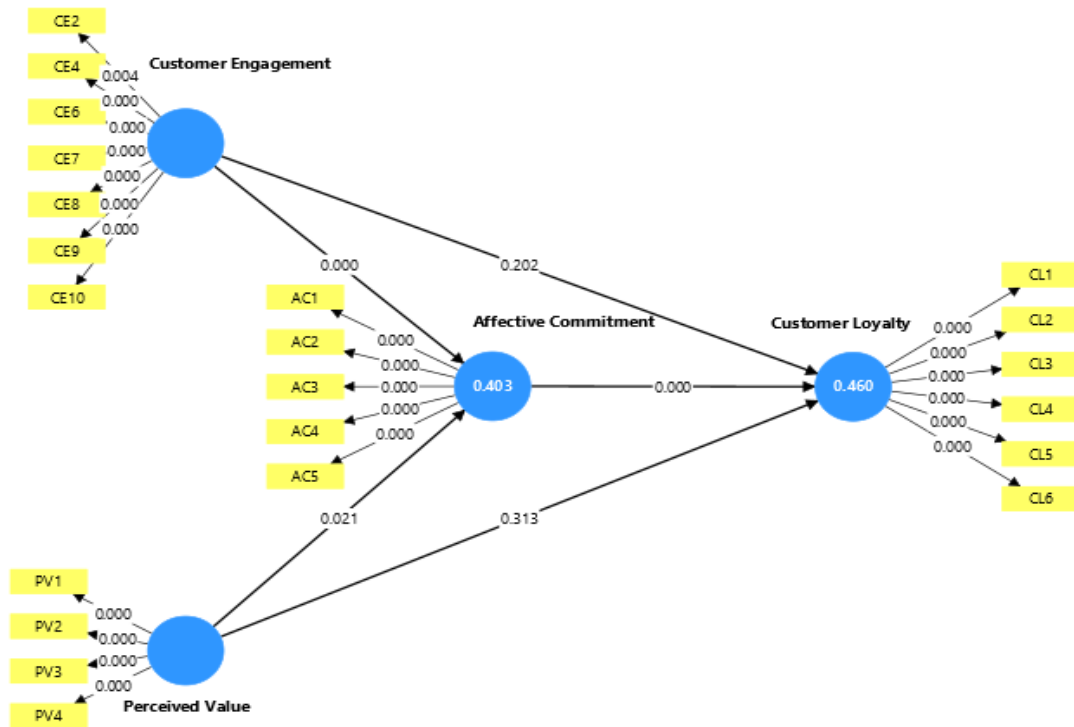 CE2
CE4
CE6
CE7
CE8
CE9
CE10
0.004
0.000
0.000
0.000
0.000
0.000
0.000
Customer Engagement
0.000
0.202
AC1
AC2
AC3
AC4
AC5
0.000
0.000
0.000
0.000
0.000
Affective Commitment
0.403
0.000
Customer Loyalty
0.460
0.000
0.000
0.000
0.000
0.000
0.000
CL1
CL2
CL3
CL4
CL5
CL6
0.021
0.313
PV1
PV2
PV3
PV4
0.000
0.000
0.000
0.000
Perceived Value